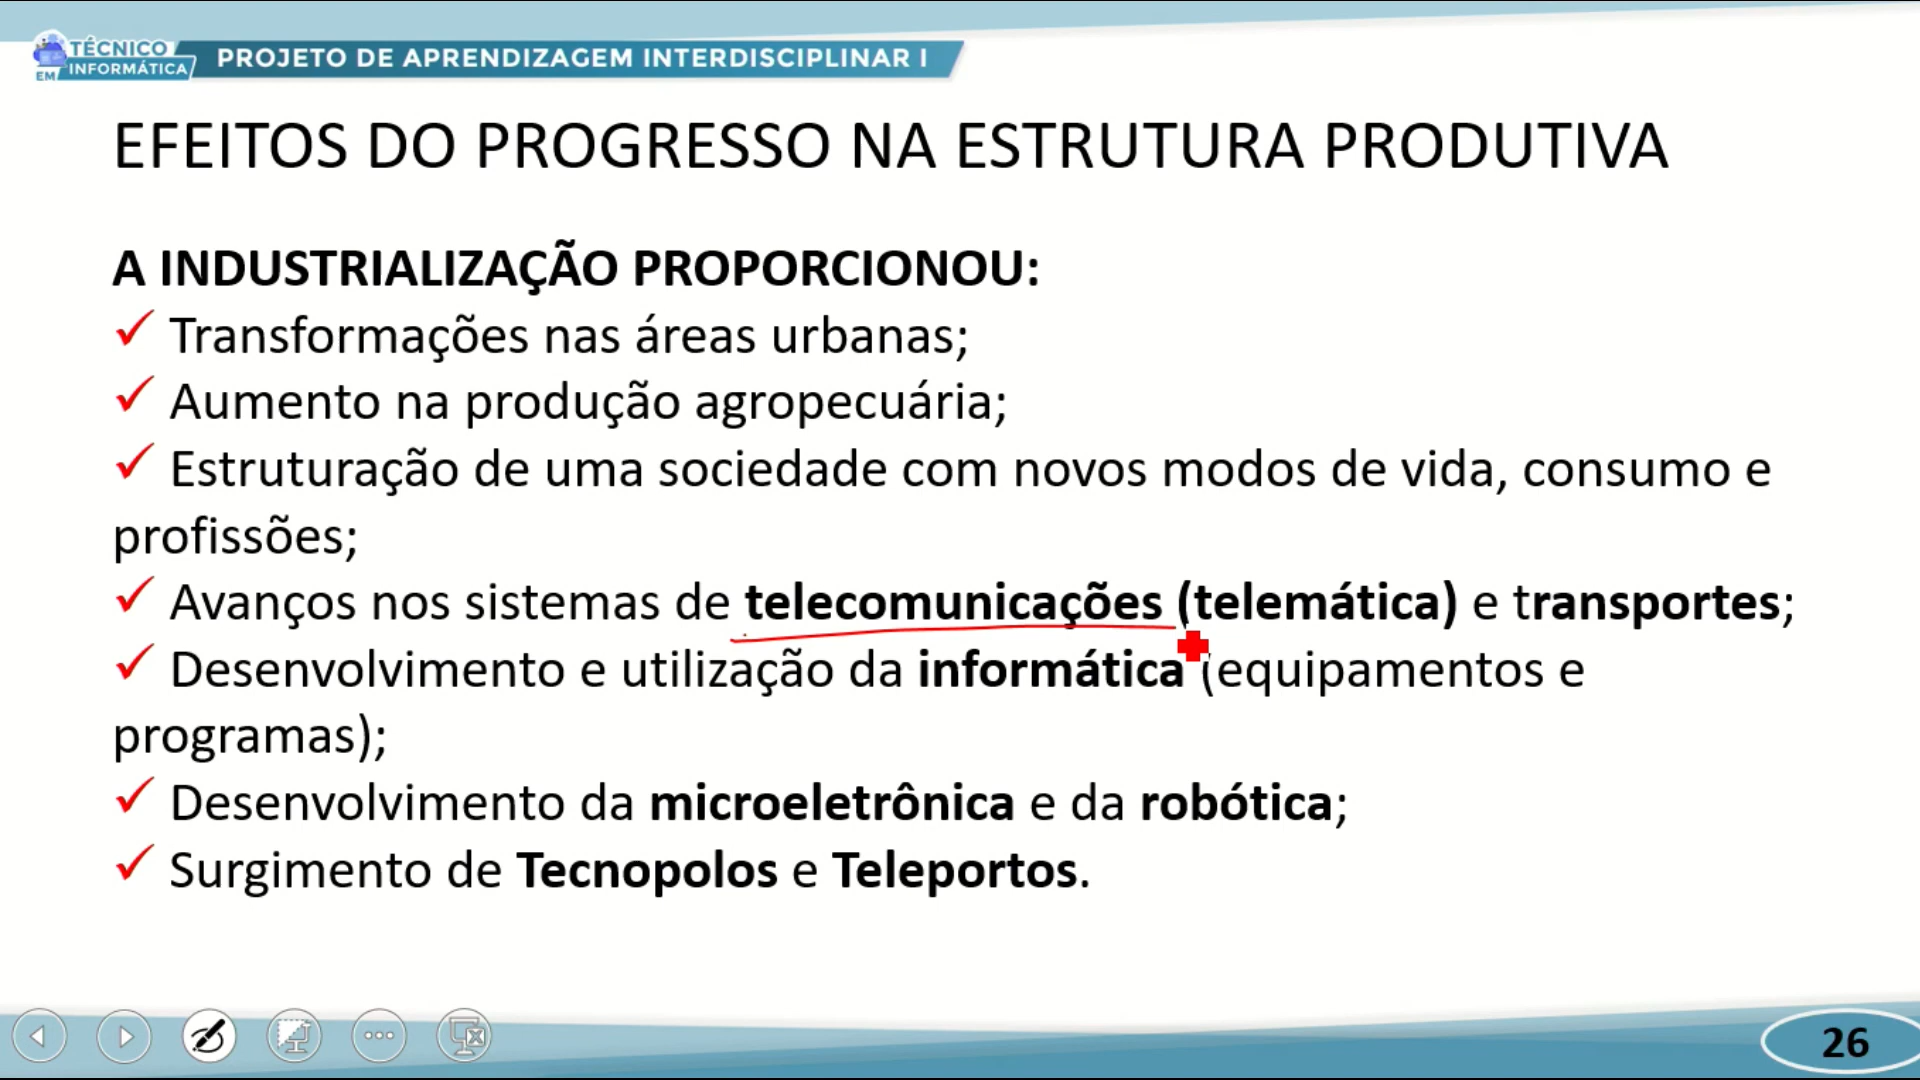 TÉCNICO
EM INFORMÁTICA
PROJETO DE APRENDIZAGEM INTERDISCIPLINAR I
EFEITOS DO PROGRESSO NA ESTRUTURA PRODUTIVA
A INDUSTRIALIZAÇÃO PROPORCIONOU:
✓ Transformações nas áreas urbanas;
✓ Aumento na produção agropecuária;
✓ Estruturação de uma sociedade com novos modos de vida, consumo e
profissões;
✓ Avanços nos sistemas de telecomunicações (telemática) e transportes;
✓ Desenvolvimento e utilização da informática (equipamentos e
programas);
✓ Desenvolvimento da microeletrônica e da robótica;
✓ Surgimento de Tecnopolos e Teleportos.
26